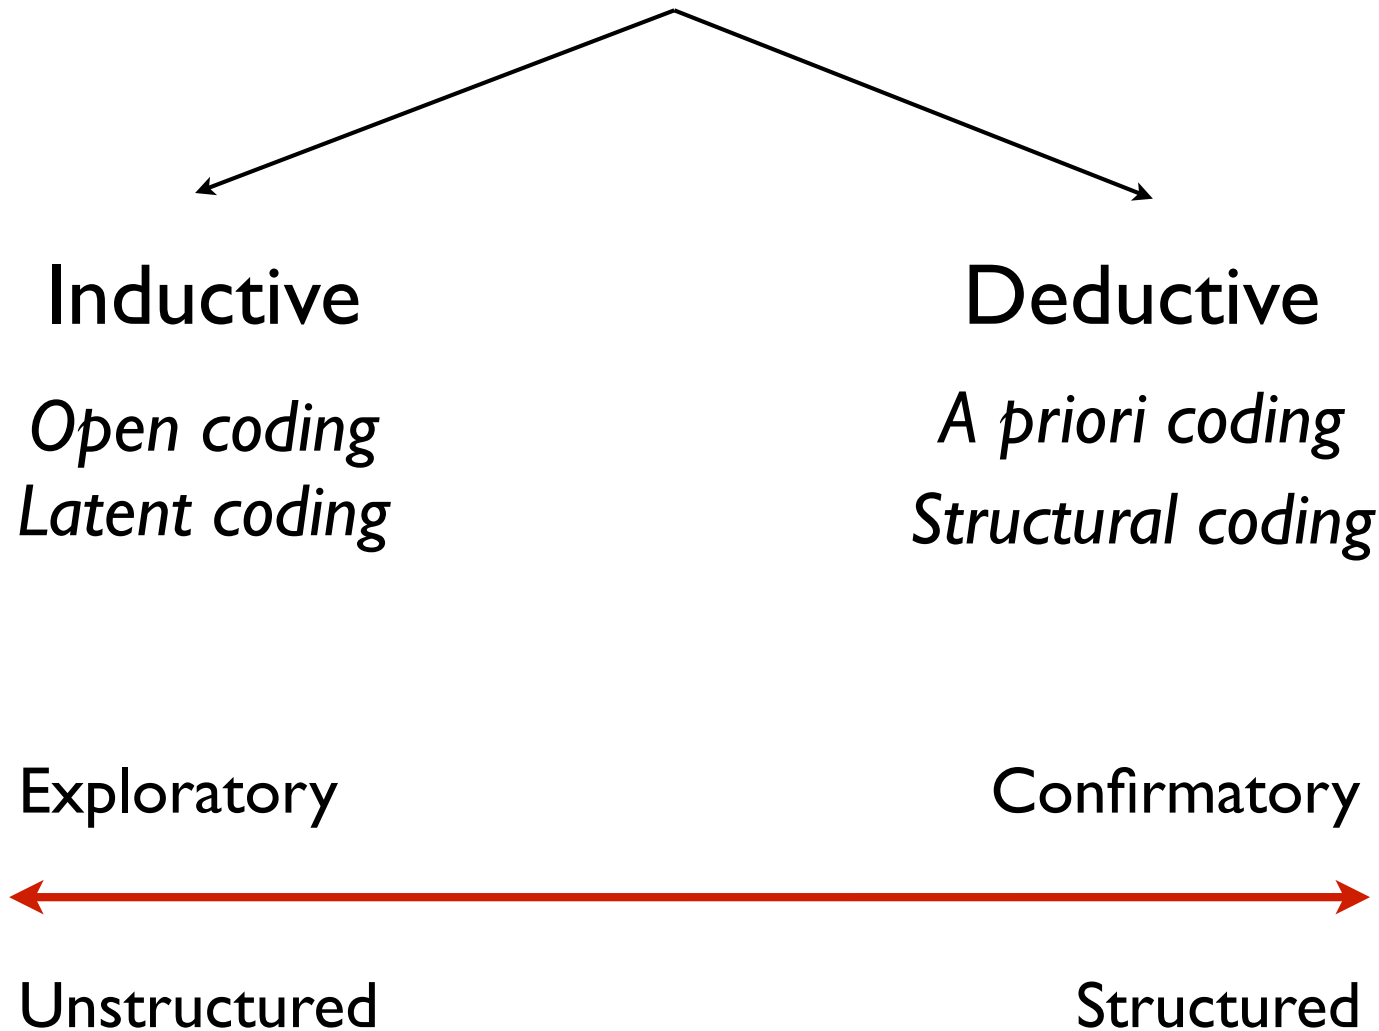 Inductive
Deductive
Open coding
A priori coding
Latent coding
Structural coding
Exploratory
Confirmatory
Unstructured
Structured